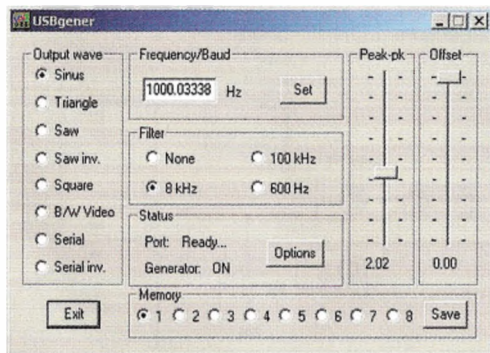 USBgener
Output wave
Sinus
Triangle
Saw
Saw inv.
Square
B/W Video
Serial
Serial inv.
Exit
Frequency/Baud
1000.03338 Hz Set
Filter
None 100 kHz
8 kHz 600 Hz
Status
Port: Ready...
Generator: ON
Options
Peak-pk
2.02
Offset
0.00
Memory
1 2 3 4 5 6 7 8 Save